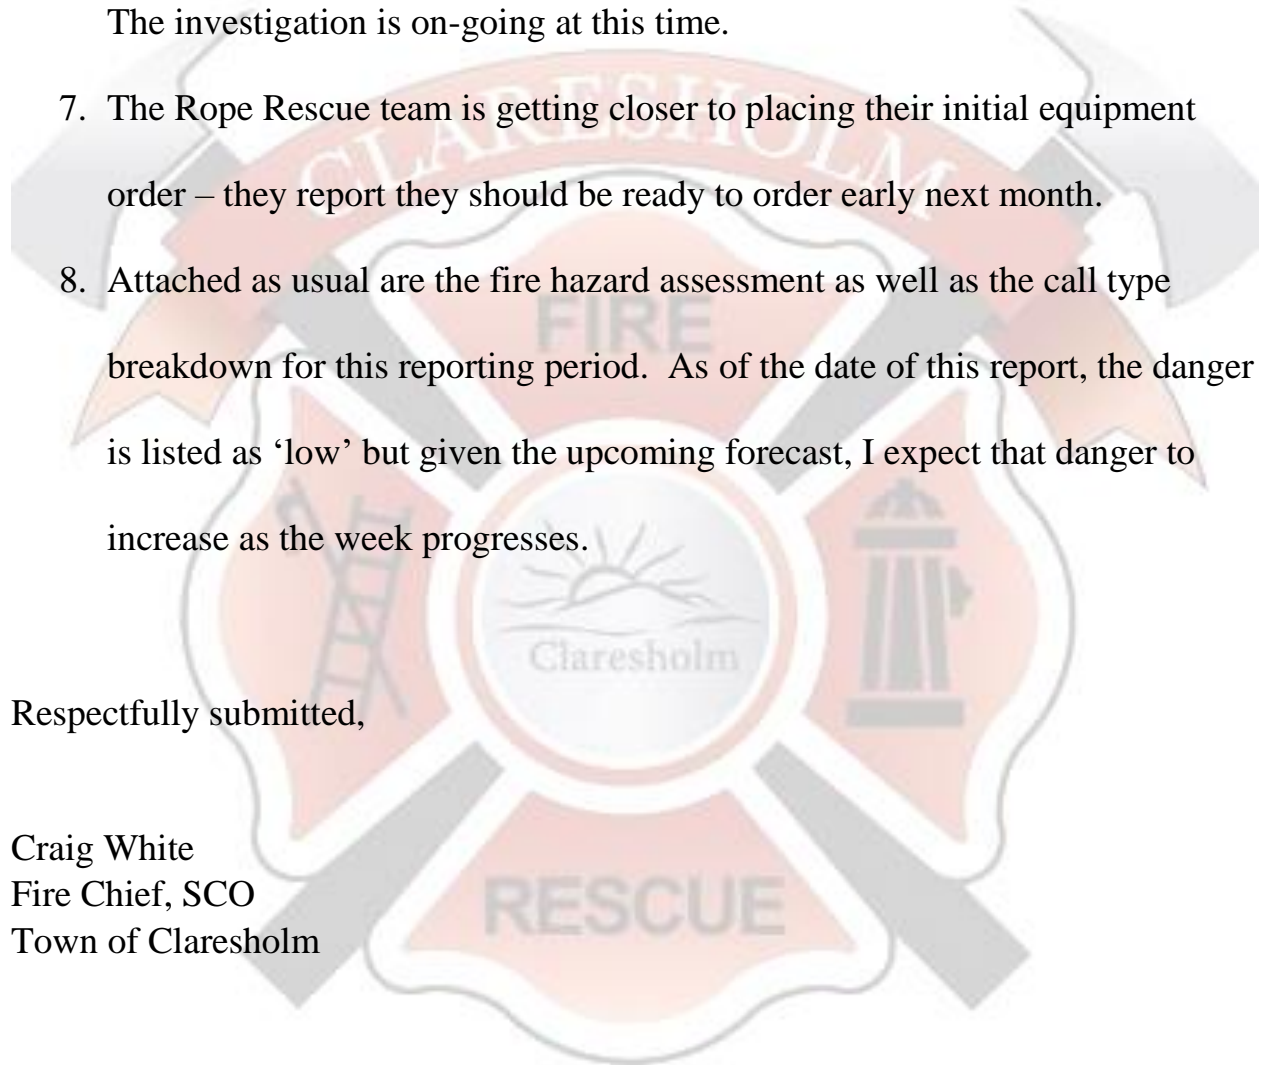 The investigation is on-going at this time.
7. The Rope Rescue team is getting closer to placing their initial equipment
order – they report they should be ready to order early next month.
8. Attached as usual are the fire hazard assessment as well as the call type
breakdown for this reporting period.  As of the date of this report, the danger
is listed as ‘low’ but given the upcoming forecast, I expect that danger to
increase as the week progresses.
Respectfully submitted,
Craig White
Fire Chief, SCO
Town of Claresholm
CLARESHOLM
FIRE
Claresholm
RESCUE